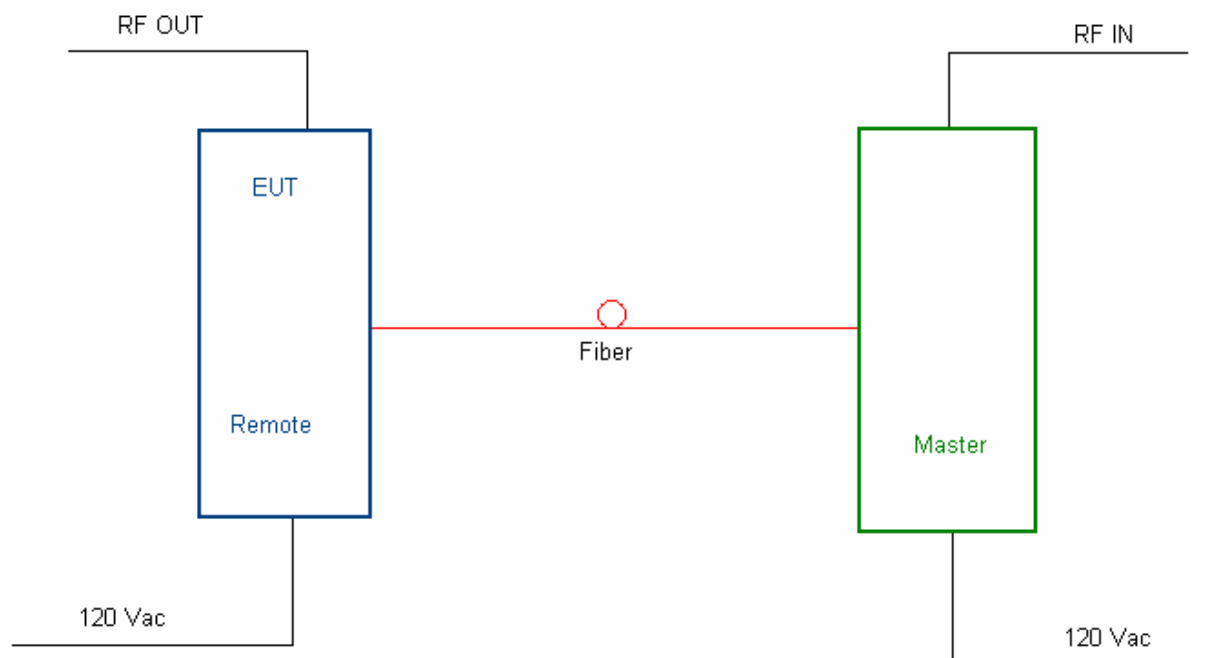 RF OUT
RF IN
EUT
Fiber
Remote
Master
120 Vac
120 Vac